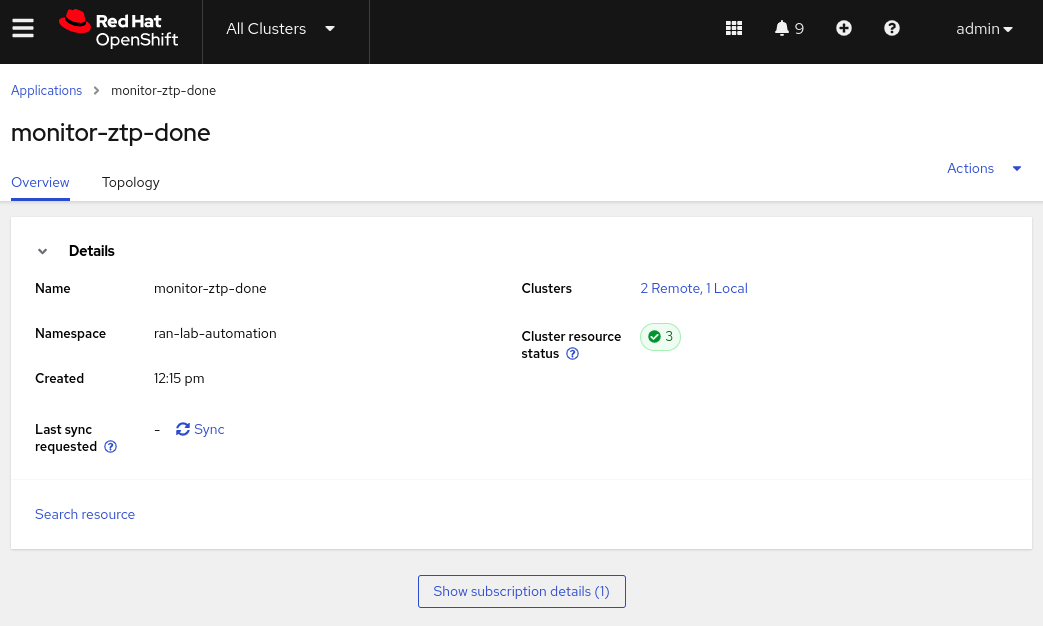 Red Hat
OpenShift
All Clusters
9
admin
Applications > monitor-ztp-done
monitor-ztp-done
Actions
Overview Topology
Details
Name monitor-ztp-done
Clusters 2 Remote, 1 Local
Namespace ran-lab-automation
Cluster resource
status
3
Created 12:15 pm
Last sync
requested
- Sync
Search resource
Show subscription details (1)